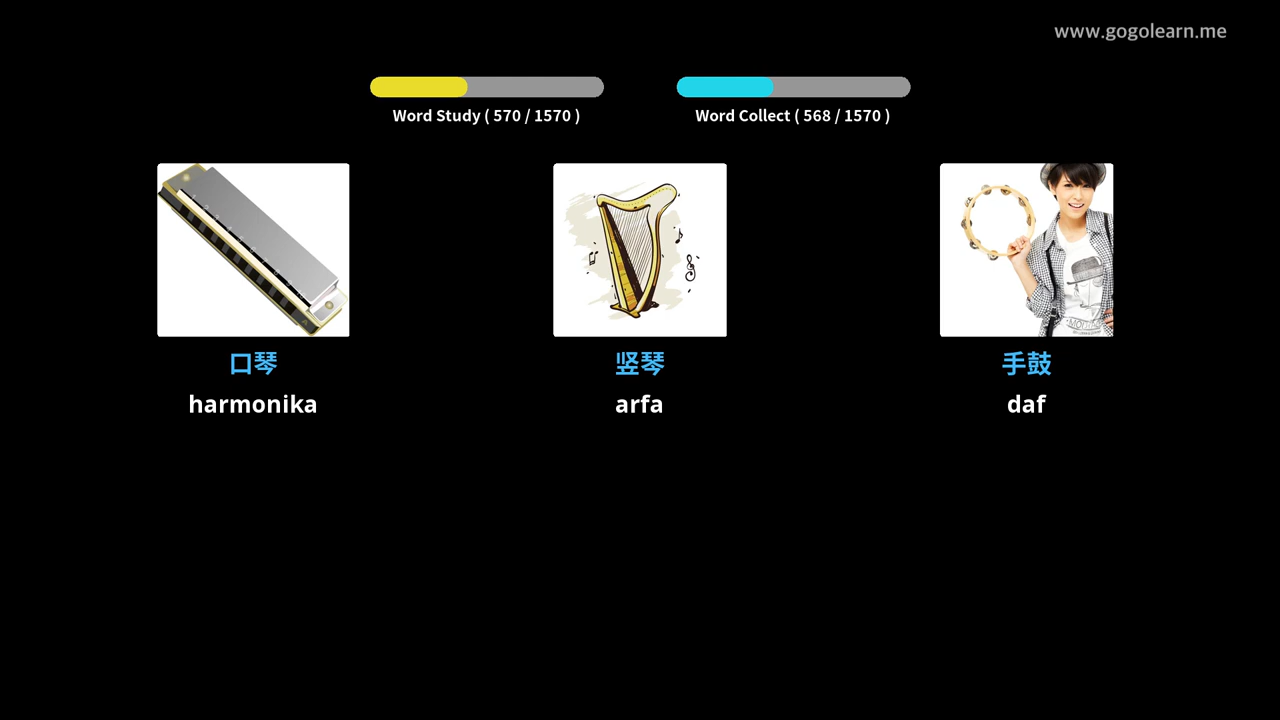 www.gogolearn.me
Word Study ( 570 / 1570 )
Word Collect ( 568 / 1570 )
口琴
竖琴
手鼓
harmonika
arfa
daf